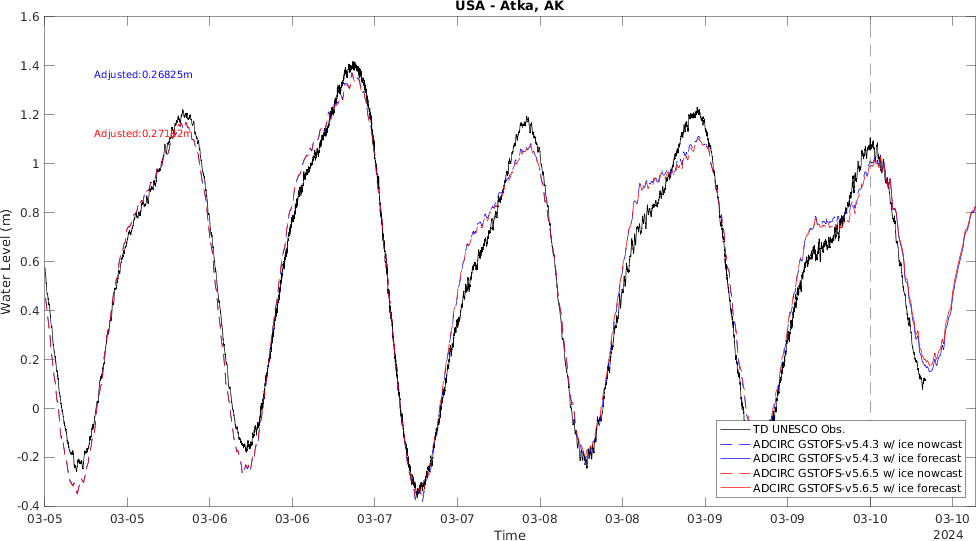 USA - Atka, AK
1.6
1.4
1.2
1
0.8
0.6
0.4
0.2
0
-0.2
-0.4
Water Level (m)
Adjusted:0.26825m
TD UNESCO Obs.
ADCIRC GSTOFS-v5.4.3 w/ ice nowcast
ADCIRC GSTOFS-v5.4.3 w/ ice forecast
ADCIRC GSTOFS-v5.6.5 w/ ice nowcast
ADCIRC GSTOFS-v5.6.5 w/ ice forecast
03-05 03-05 03-06 03-06 03-07 03-07 03-08 03-08 03-09 03-09 03-10 03-10
Time
2024